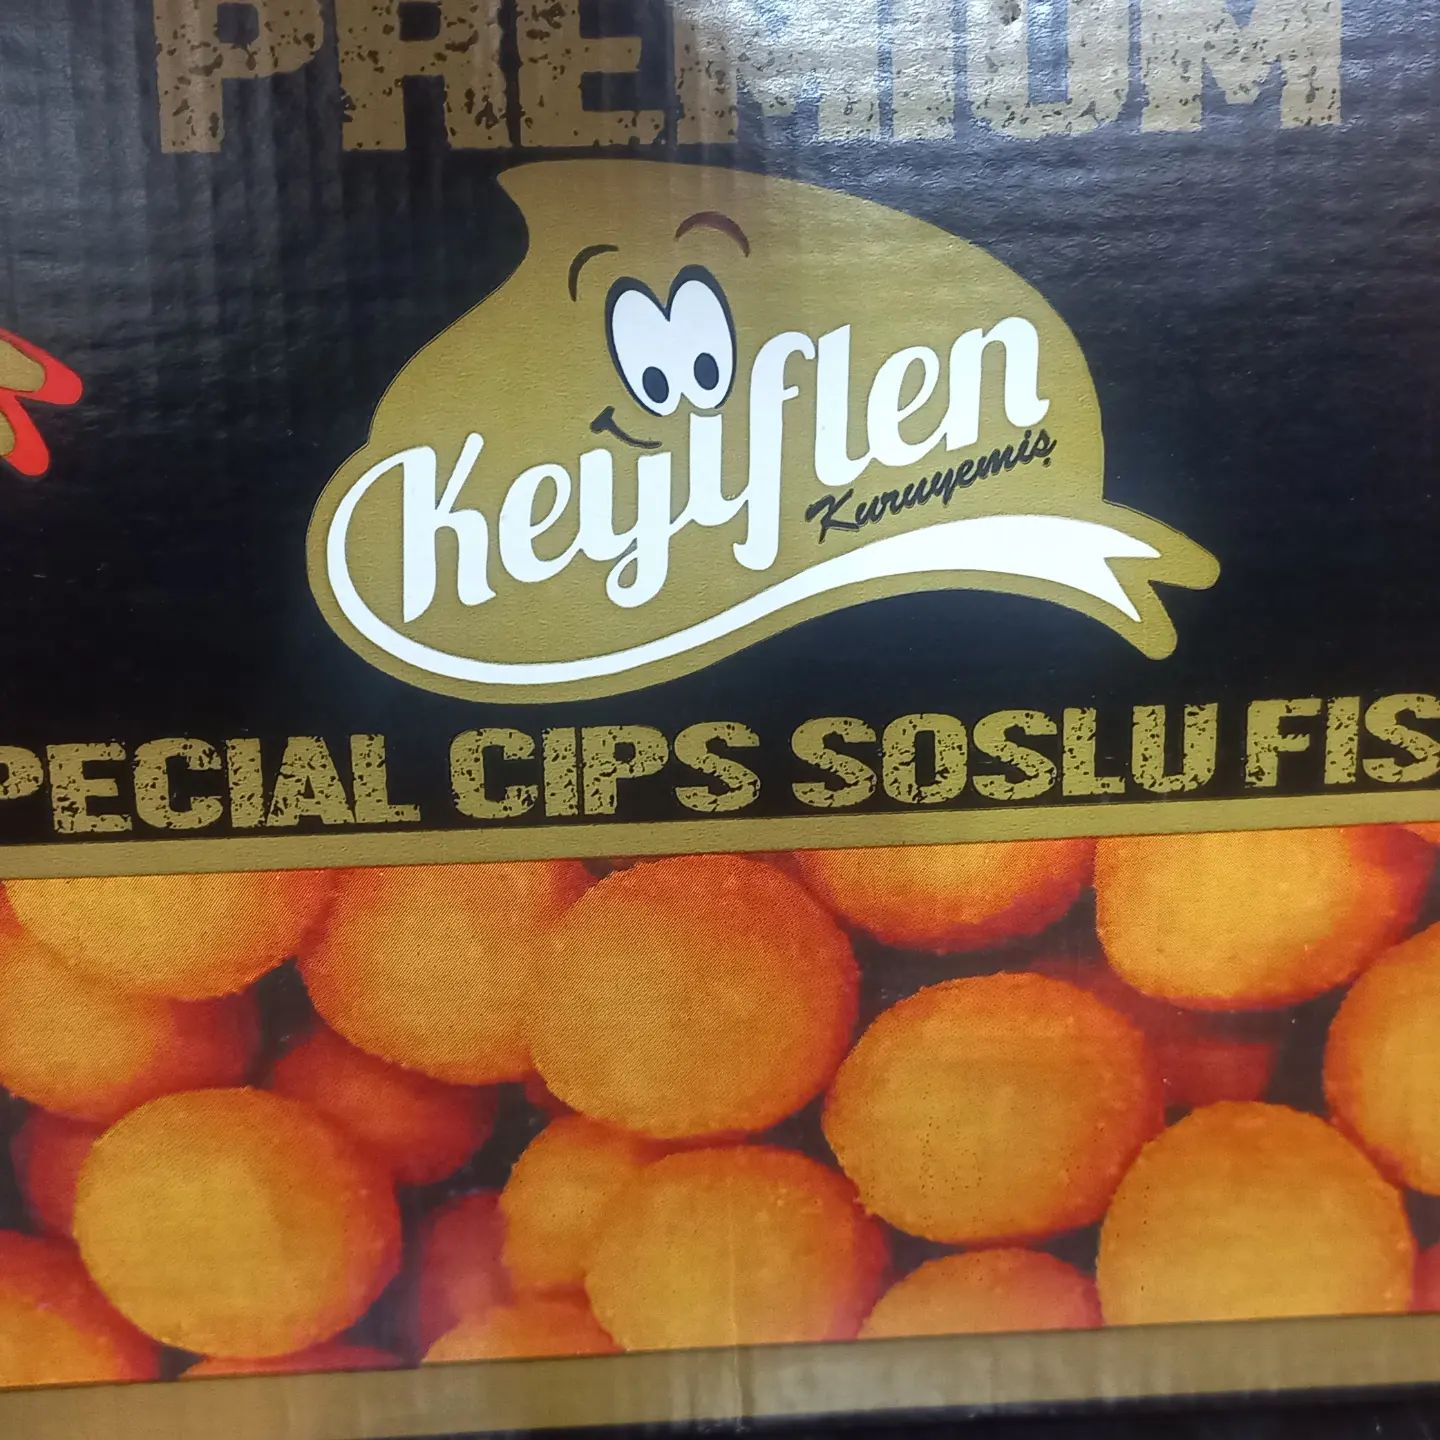 PREMIUM
Keyiflen
Kuruyemiş
PECIAL CIPS SOSLU FIS